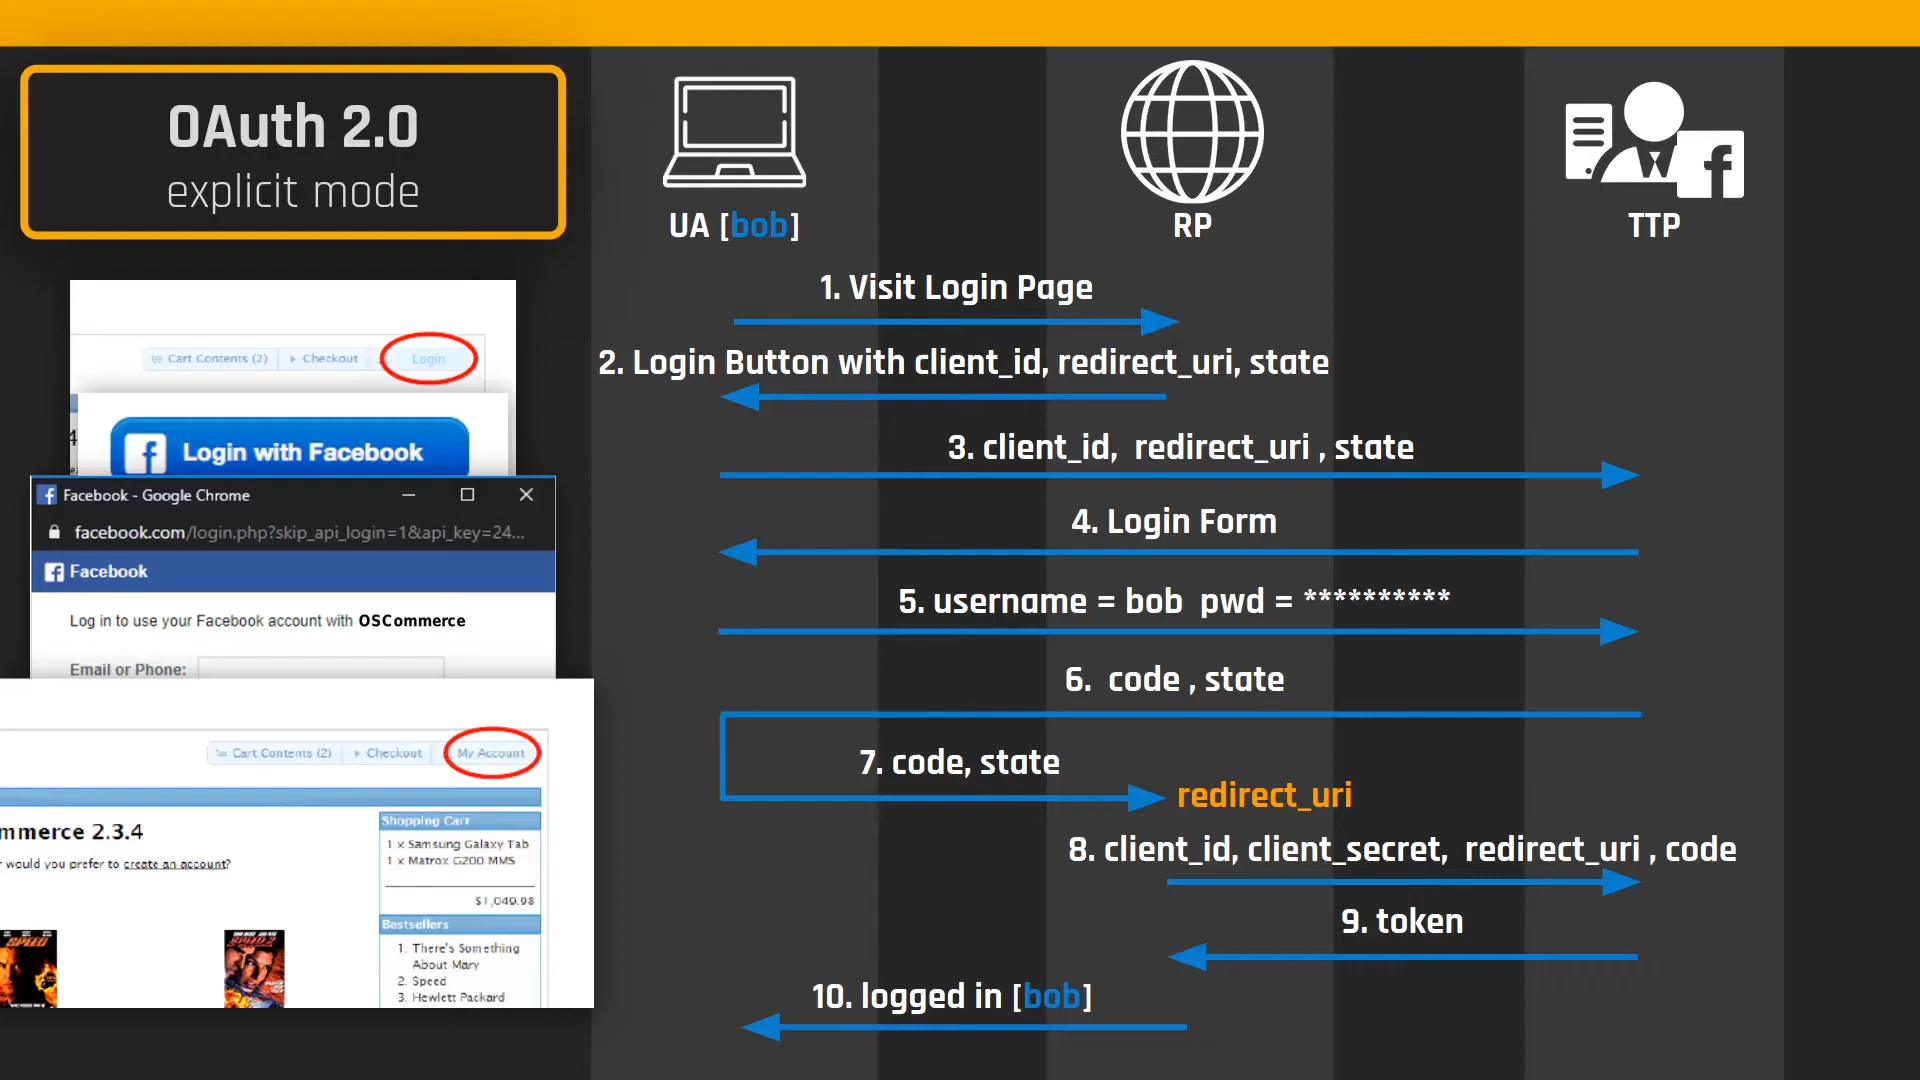 OAuth 2.0
explicit mode
UA [bob]
RP
TTP
1. Visit Login Page
2. Login Button with client_id, redirect_uri, state
3. client_id, redirect_uri , state
4. Login Form
5. username = bob pwd = **********
6. code , state
7. code, state
redirect_uri
8. client_id, client_secret, redirect_uri , code
9. token
10. logged in [bob]
Cart Contents (2) Checkout Login
4
Login with Facebook
Facebook - Google Chrome
facebook.com/login.php?skip_api_login=1&api_key=24...
Facebook
Log in to use your Facebook account with OSCommerce
Email or Phone:
Cart Contents (2) Checkout My Account
mmerce 2.3.4
r would you prefer to create an account?
Shopping Cart
1 x Samsung Galaxy Tab
1 x Matrox G200 MMS
$1,049.98
Bestsellers
1. There's Something
About Mary
2. Speed
3. Hewlett Packard
SPEED
SPEED 2